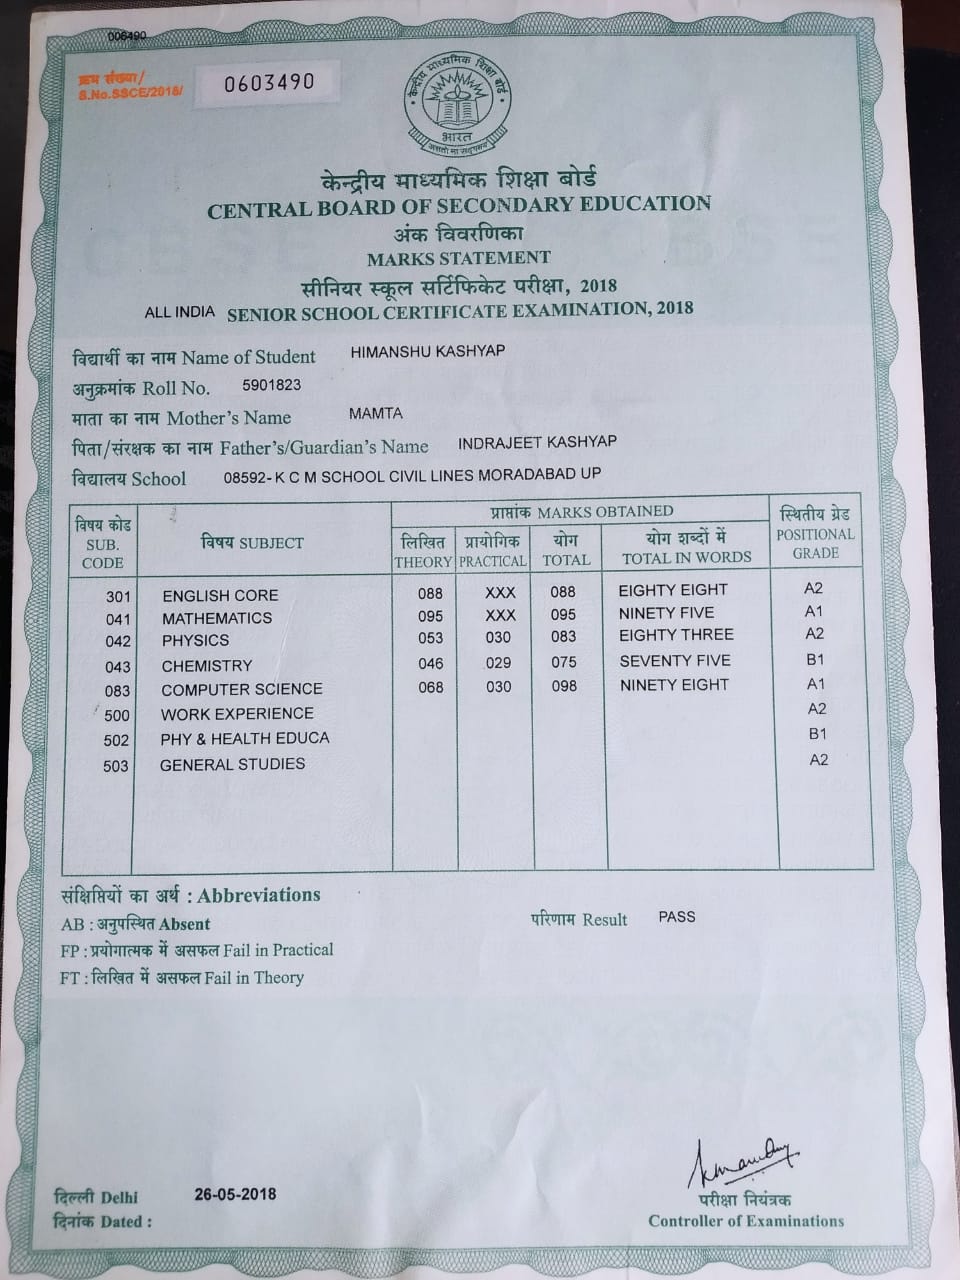 006490
क्रम संख्या/
S.No.SSCE/2018/
0603490
केन्द्रीय माध्यमिक शिक्षा बोर्ड
भारत
असतो मा सद्गमय
केन्द्रीय माध्यमिक शिक्षा बोर्ड
CENTRAL BOARD OF SECONDARY EDUCATION
अंक विवरणिका
MARKS STATEMENT
सीनियर स्कूल सर्टिफिकेट परीक्षा, 2018
ALL INDIA SENIOR SCHOOL CERTIFICATE EXAMINATION, 2018
विद्यार्थी का नाम Name of Student HIMANSHU KASHYAP
अनुक्रमांक Roll No. 5901823
माता का नाम Mother's Name MAMTA
पिता/संरक्षक का नाम Father's/Guardian's Name INDRAJEET KASHYAP
विद्यालय School 08592- K C M SCHOOL CIVIL LINES MORADABAD UP
विषय कोड SUB. CODE
विषय SUBJECT
प्राप्तांक MARKS OBTAINED
लिखित THEORY
प्रायोगिक PRACTICAL
योग TOTAL
योग शब्दों में TOTAL IN WORDS
स्थितीय ग्रेड POSITIONAL GRADE
301 ENGLISH CORE 088 XXX 088 EIGHTY EIGHT A2
041 MATHEMATICS 095 XXX 095 NINETY FIVE A1
042 PHYSICS 053 030 083 EIGHTY THREE A2
043 CHEMISTRY 046 029 075 SEVENTY FIVE B1
083 COMPUTER SCIENCE 068 030 098 NINETY EIGHT A1
500 WORK EXPERIENCE A2
502 PHY & HEALTH EDUCA B1
503 GENERAL STUDIES A2
संक्षिप्तियों का अर्थ : Abbreviations
AB : अनुपस्थित Absent
परिणाम Result PASS
FP : प्रयोगात्मक में असफल Fail in Practical
FT : लिखित में असफल Fail in Theory
दिल्ली Delhi 26-05-2018
दिनांक Dated :
परीक्षा नियंत्रक
Controller of Examinations